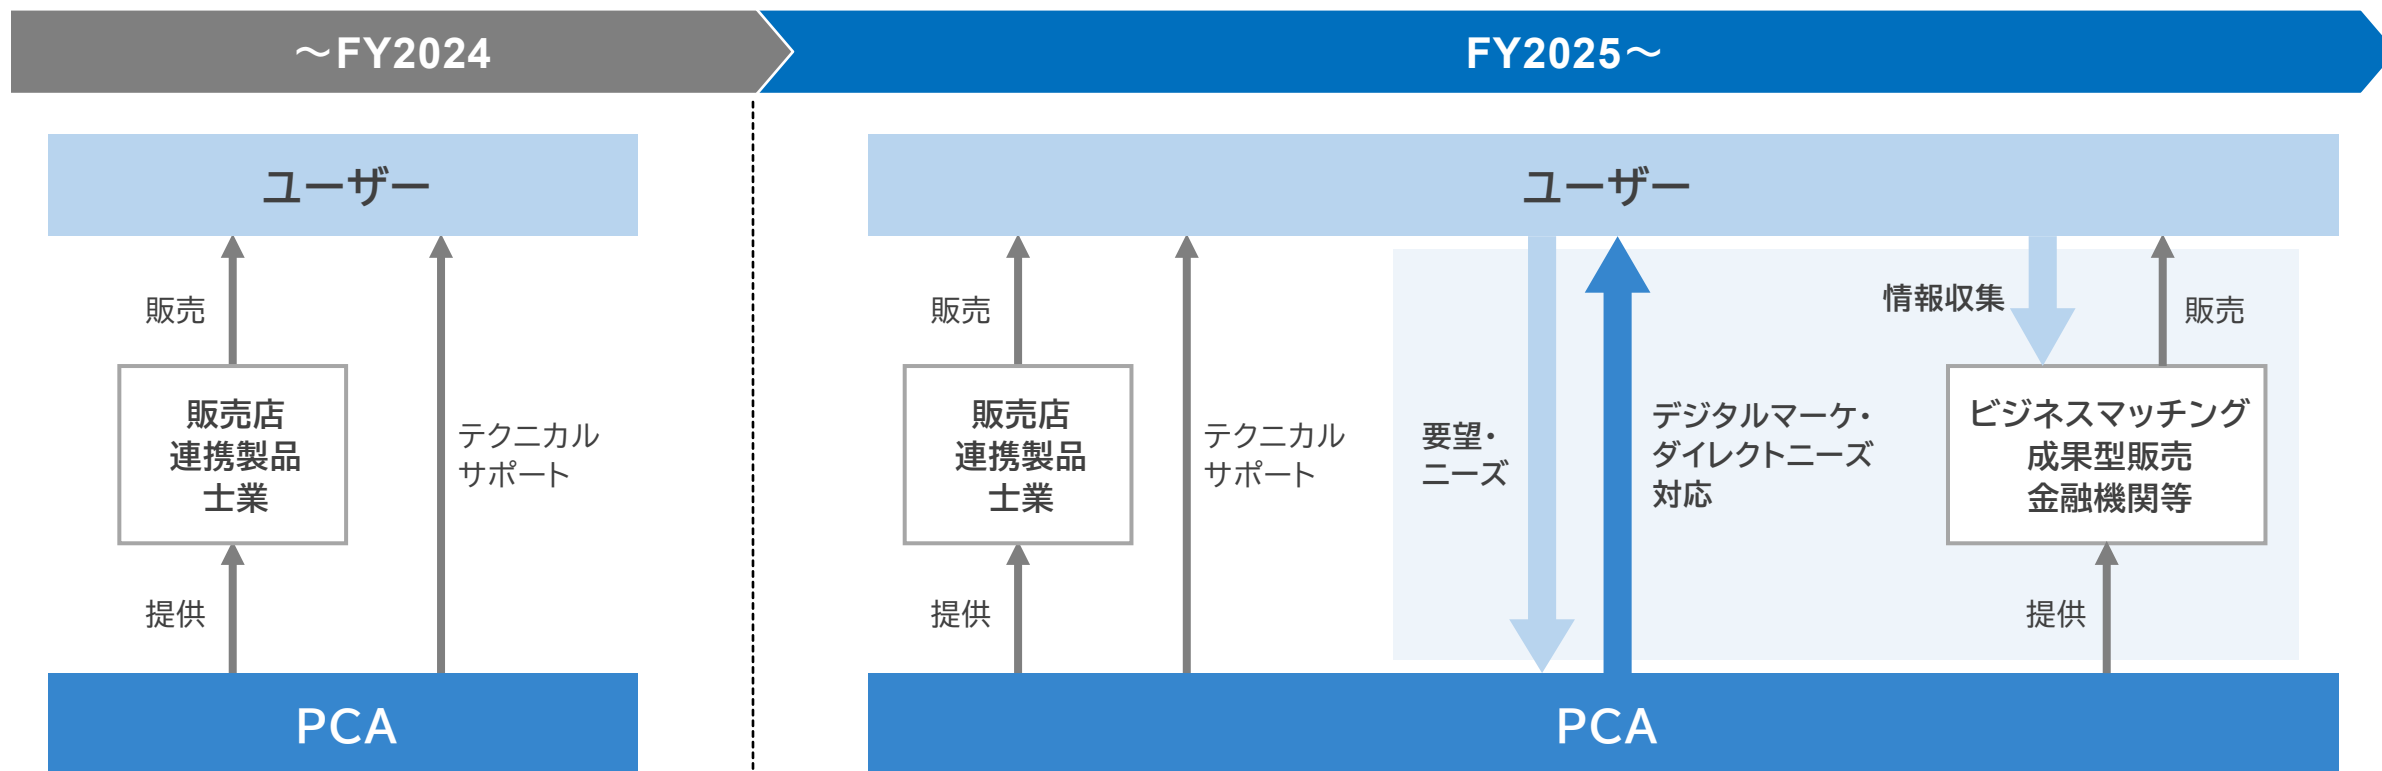 ～FY2024
ユーザー
販売
販売店
連携製品
士業
テクニカル
サポート
提供
PCA
FY2025～
ユーザー
販売
販売店
連携製品
士業
テクニカル
サポート
提供
要望・
ニーズ
デジタルマーケ・
ダイレクトニーズ
対応
情報収集
販売
ビジネスマッチング
成果型販売
金融機関等
提供
PCA